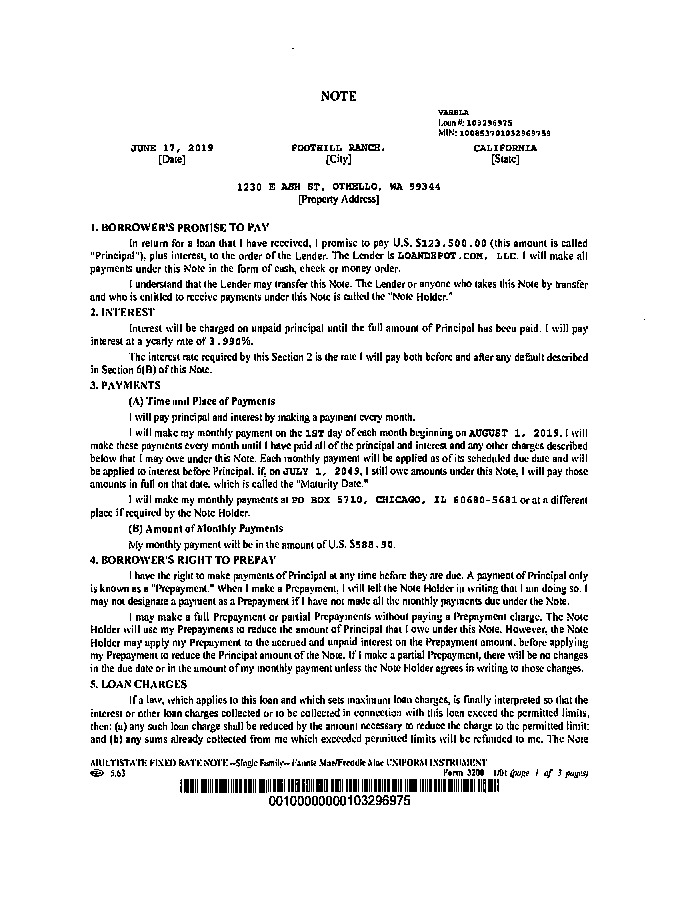 NOTE
VARELA
Loan #: 103296975
MIN: 100853701032969759
JUNE 17, 2019 FOOTHILL RANCH, CALIFORNIA
[Date] [City] [State]
1230 E ASH ST, OTHELLO, WA 99344
[Property Address]
1. BORROWER'S PROMISE TO PAY
In return for a loan that I have received, I promise to pay U.S. $123,500.00 (this amount is called
"Principal"), plus interest, to the order of the Lender. The Lender is LOANDEPOT.COM, LLC. I will make all
payments under this Note in the form of cash, check or money order.
I understand that the Lender may transfer this Note. The Lender or anyone who takes this Note by transfer
and who is entitled to receive payments under this Note is called the "Note Holder."
2. INTEREST
Interest will be charged on unpaid principal until the full amount of Principal has been paid. I will pay
interest at a yearly rate of 3.990%.
The interest rate required by this Section 2 is the rate I will pay both before and after any default described
in Section 6(B) of this Note.
3. PAYMENTS
(A) Time and Place of Payments
I will pay principal and interest by making a payment every month.
I will make my monthly payment on the 1ST day of each month beginning on AUGUST 1, 2019. I will
make these payments every month until I have paid all of the principal and interest and any other charges described
below that I may owe under this Note. Each monthly payment will be applied as of its scheduled due date and will
be applied to interest before Principal. If, on JULY 1, 2049, I still owe amounts under this Note, I will pay those
amounts in full on that date, which is called the "Maturity Date."
I will make my monthly payments at PO BOX 5710, CHICAGO, IL 60680-5681 or at a different
place if required by the Note Holder.
(B) Amount of Monthly Payments
My monthly payment will be in the amount of U.S. $588.90.
4. BORROWER'S RIGHT TO PREPAY
I have the right to make payments of Principal at any time before they are due. A payment of Principal only
is known as a "Prepayment." When I make a Prepayment, I will tell the Note Holder in writing that I am doing so. I
may not designate a payment as a Prepayment if I have not made all the monthly payments due under the Note.
I may make a full Prepayment or partial Prepayments without paying a Prepayment charge. The Note
Holder will use my Prepayments to reduce the amount of Principal that I owe under this Note. However, the Note
Holder may apply my Prepayment to the accrued and unpaid interest on the Prepayment amount, before applying
my Prepayment to reduce the Principal amount of the Note. If I make a partial Prepayment, there will be no changes
in the due date or in the amount of my monthly payment unless the Note Holder agrees in writing to those changes.
5. LOAN CHARGES
If a law, which applies to this loan and which sets maximum loan charges, is finally interpreted so that the
interest or other loan charges collected or to be collected in connection with this loan exceed the permitted limits,
then: (a) any such loan charge shall be reduced by the amount necessary to reduce the charge to the permitted limit;
and (b) any sums already collected from me which exceeded permitted limits will be refunded to me. The Note
MULTISTATE FIXED RATE NOTE --Single Family-- Fannie Mae/Freddie Mac UNIFORM INSTRUMENT
5.63 Form 3200 1/01 (page 1 of 3 pages)
00100000000103296975